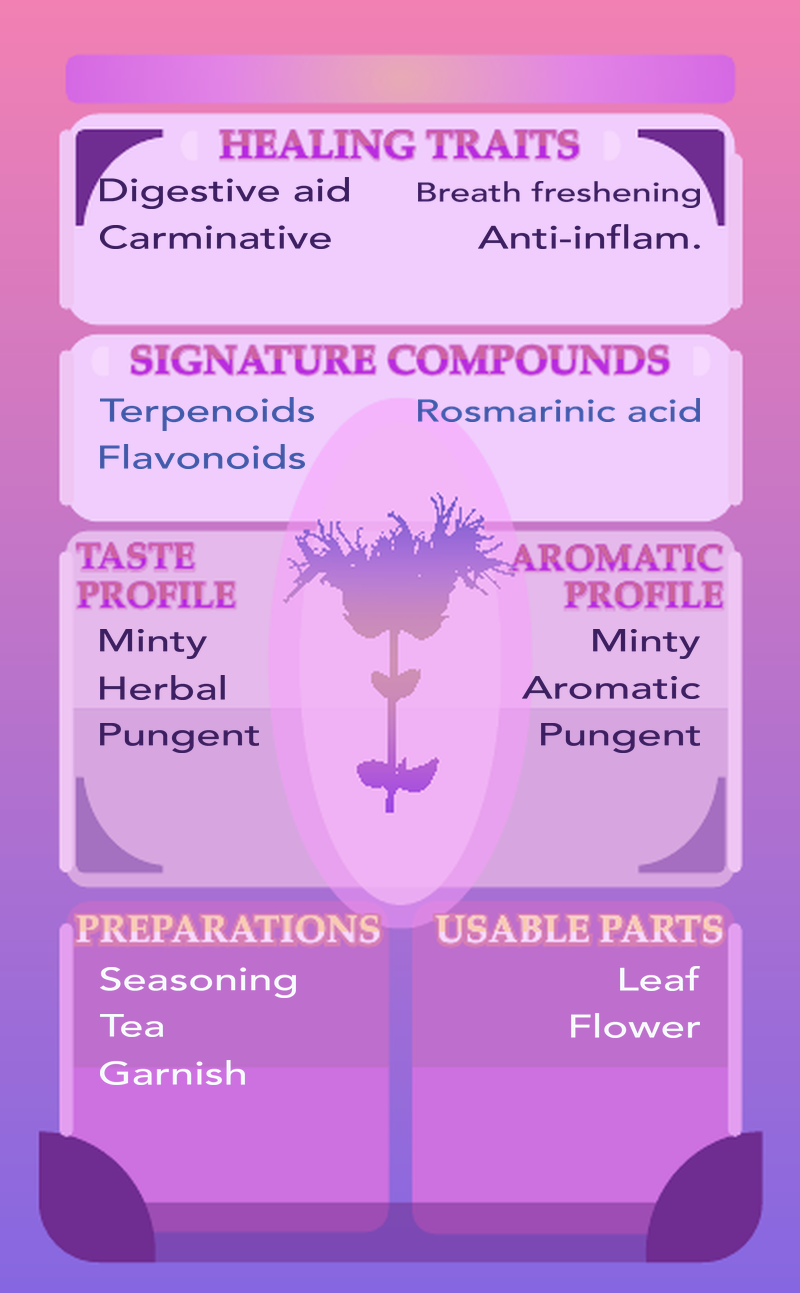 HEALING TRAITS
Digestive aid
Breath freshening
Carminative
Anti-inflam.
SIGNATURE COMPOUNDS
Terpenoids
Rosmarinic acid
Flavonoids
TASTE
PROFILE
Minty
Herbal
Pungent
AROMATIC
PROFILE
Minty
Aromatic
Pungent
PREPARATIONS
Seasoning
Tea
Garnish
USABLE PARTS
Leaf
Flower